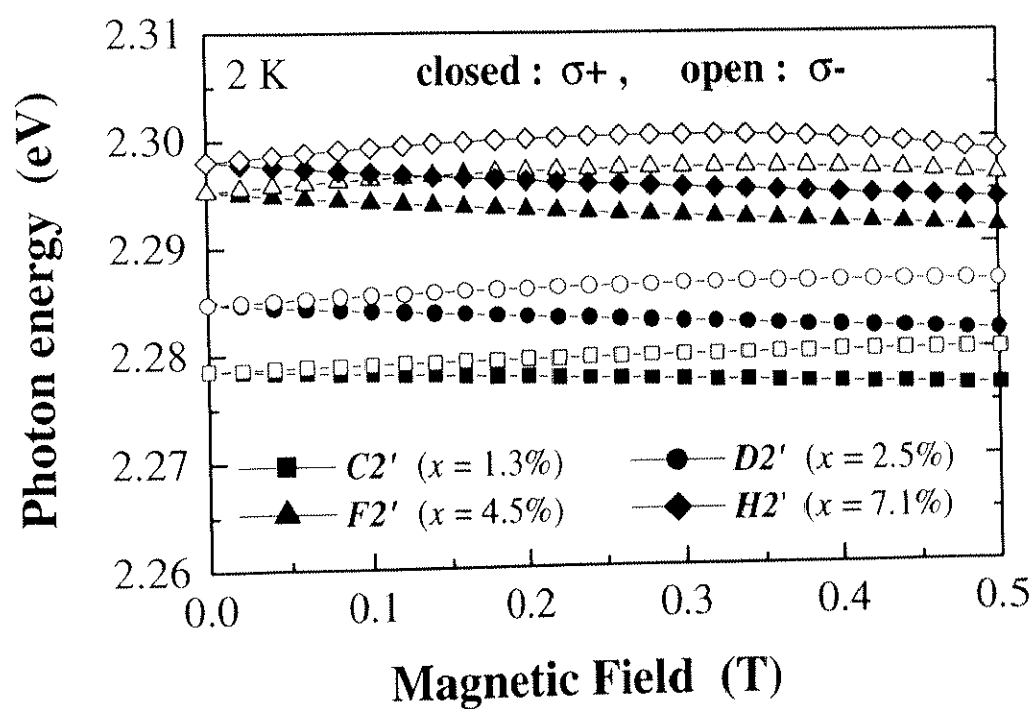 2.31
2 K closed : σ+ , open : σ-
2.30
2.29
2.28
2.27
2.26
Photon energy (eV)
C2' (x = 1.3%) D2' (x = 2.5%)
F2' (x = 4.5%) H2' (x = 7.1%)
0.0 0.1 0.2 0.3 0.4 0.5
Magnetic Field (T)